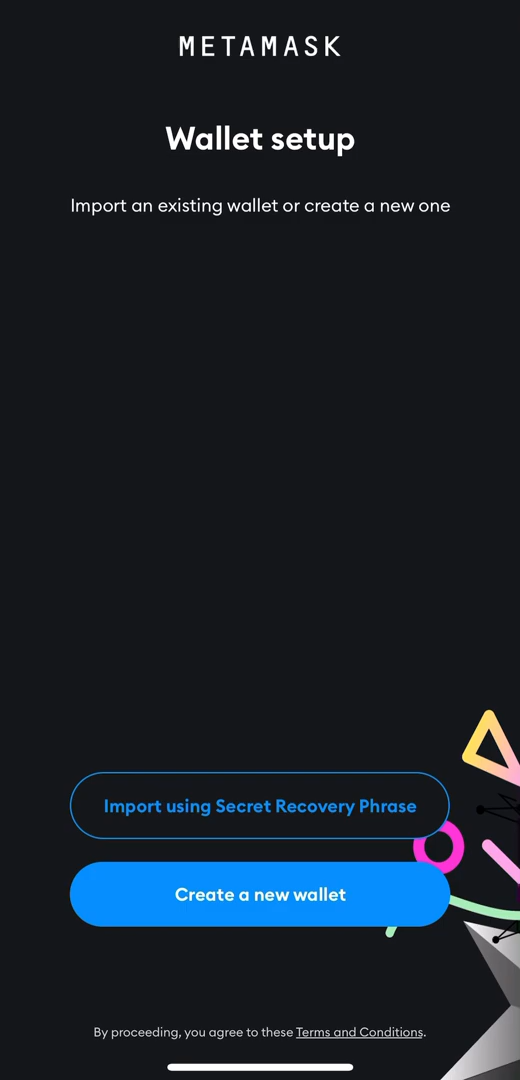 METAMASK
Wallet setup
Import an existing wallet or create a new one
Import using Secret Recovery Phrase
Create a new wallet
By proceeding, you agree to these Terms and Conditions.